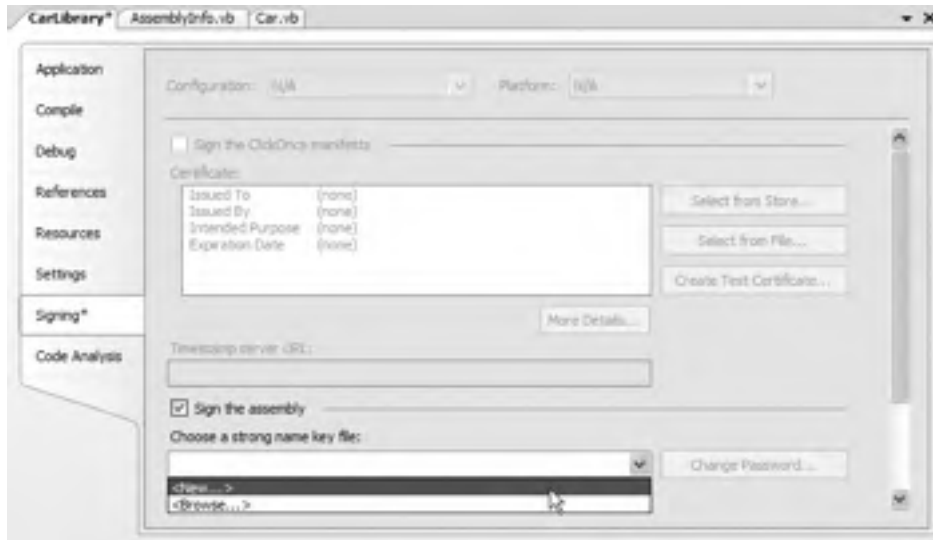 CarLibrary* AssemblyInfo.vb Car.vb
Application
Compile
Debug
References
Resources
Settings
Signing*
Code Analysis
Configuration: N/A Platform: N/A
Sign the ClickOnce manifests
Certificate:
Issued To (none)
Issued By (none)
Intended Purpose (none)
Expiration Date (none)
Select from Store...
Select from File...
Create Test Certificate...
More Details...
Timestamp server URL:
Sign the assembly
Choose a strong name key file:
Change Password...
<New...>
<Browse...>